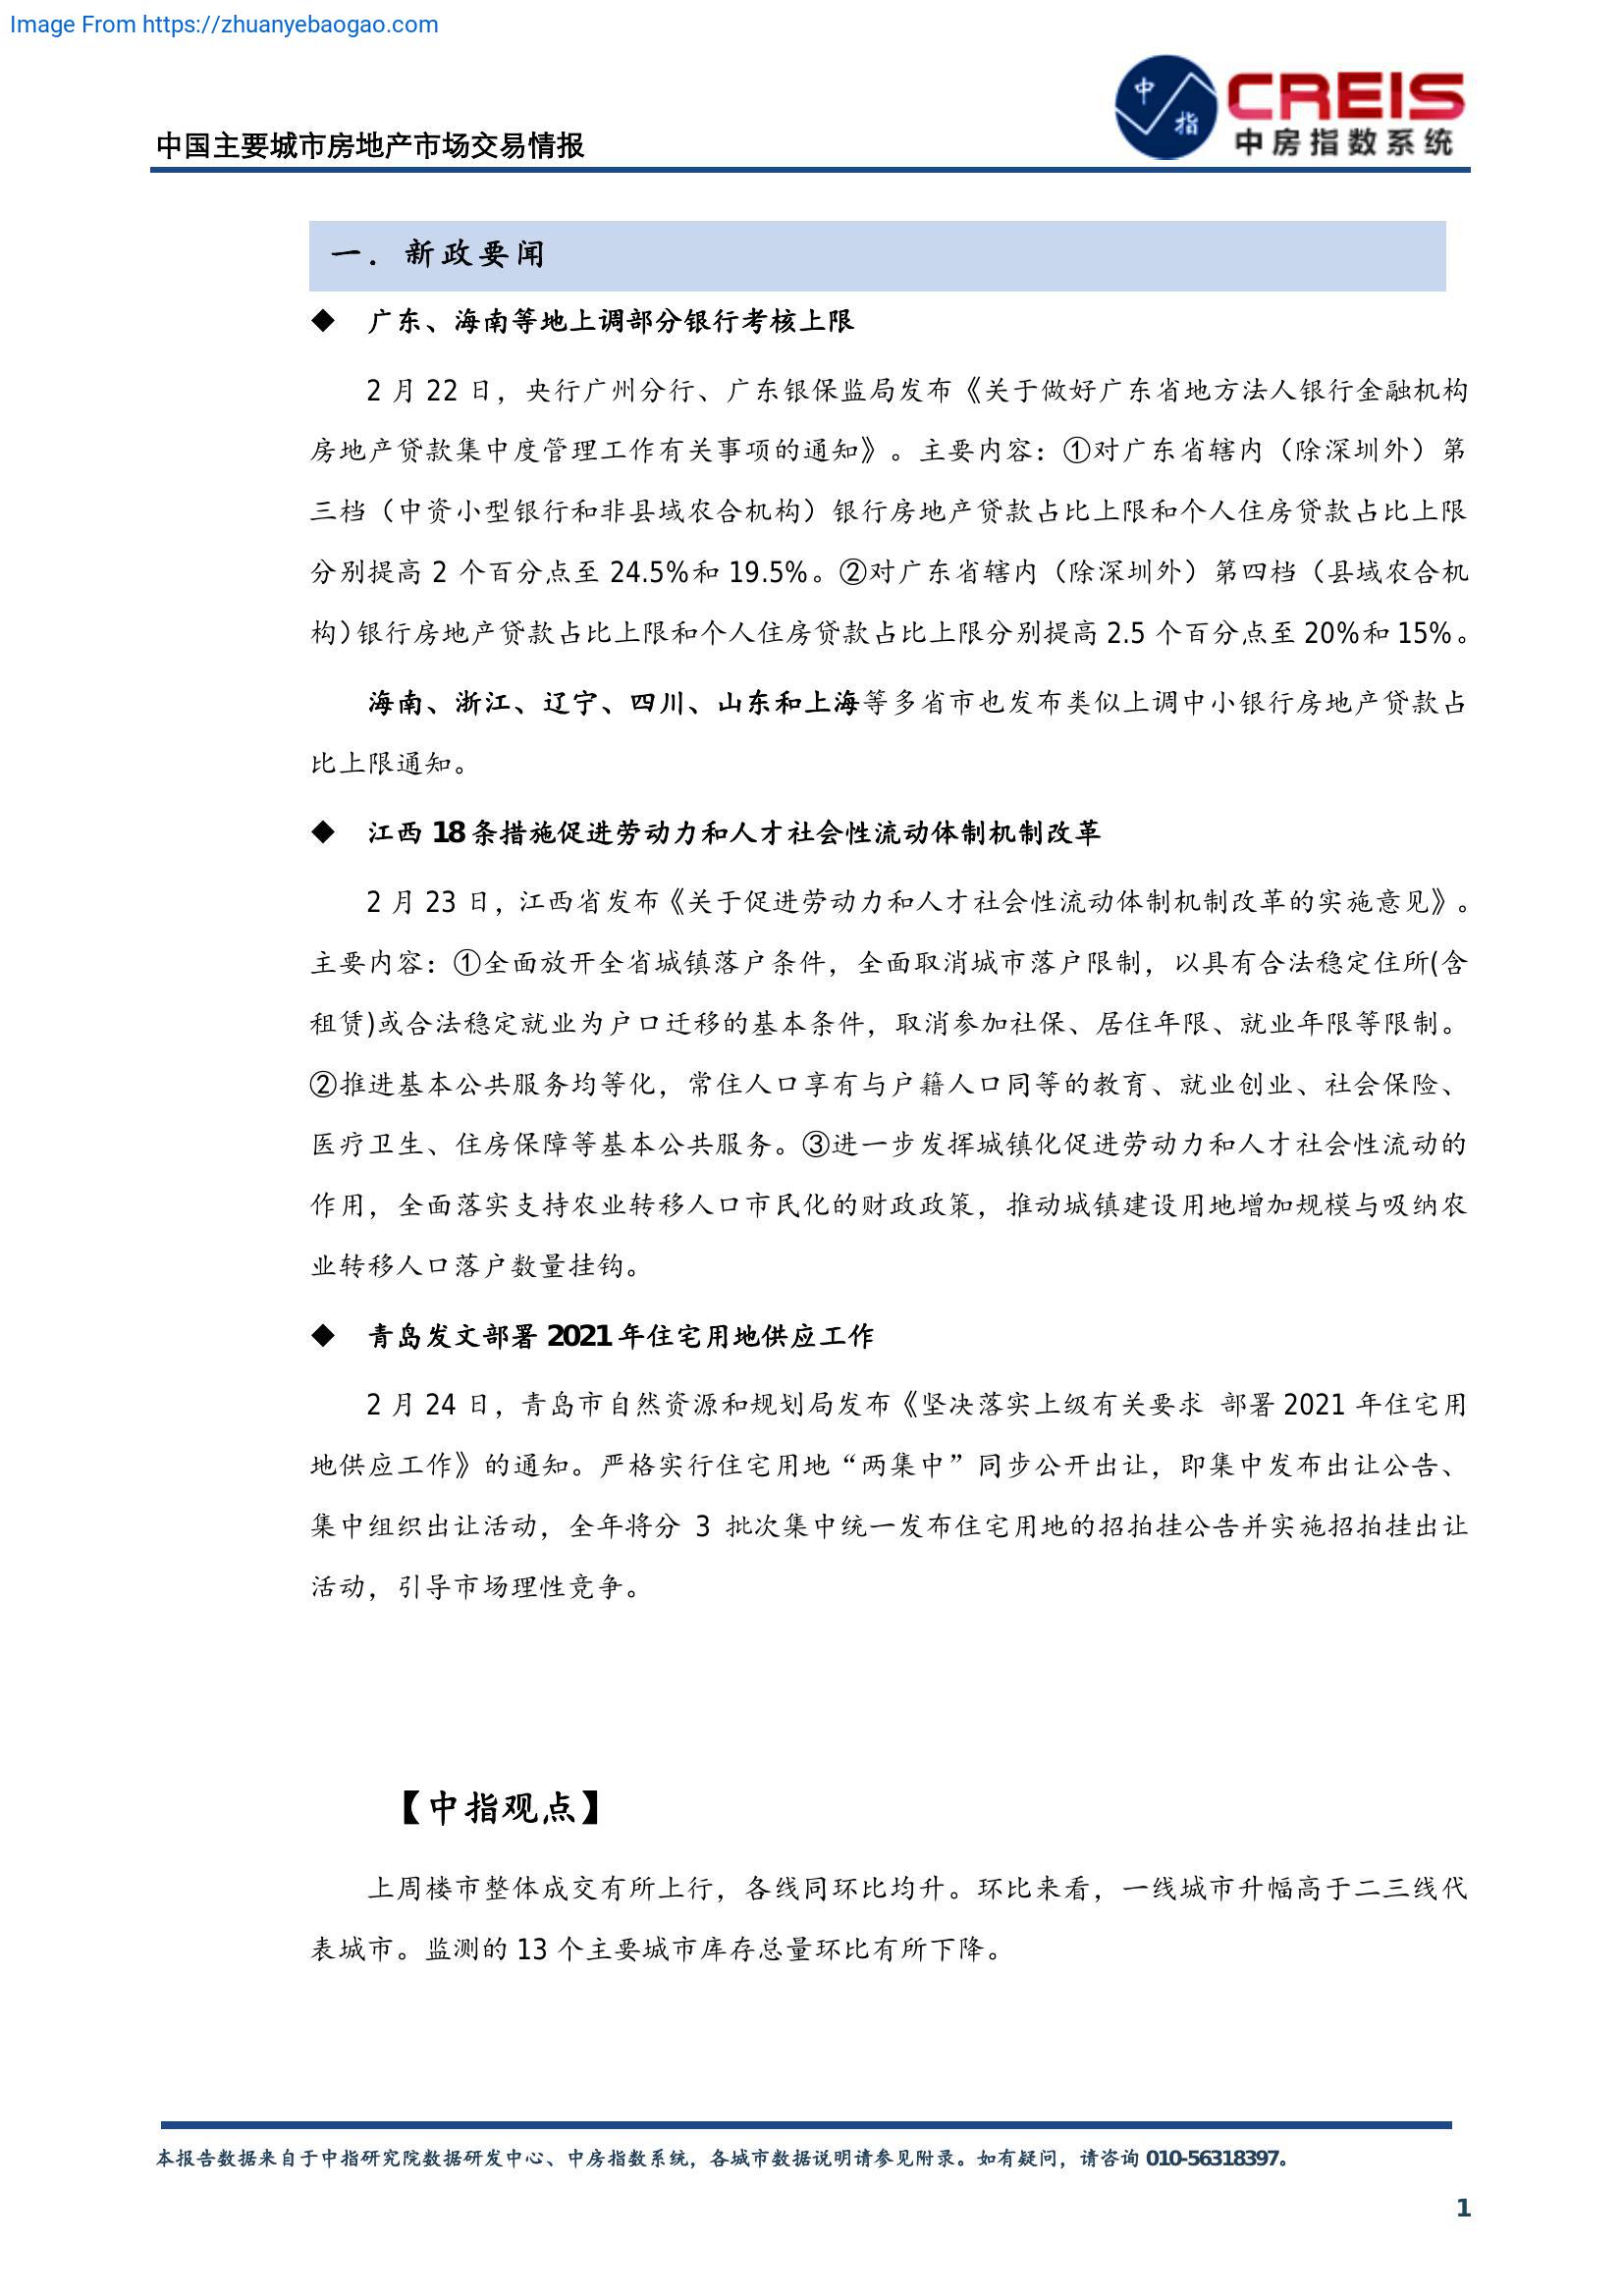 Image From https://zhuanyebaogao.com
中指
CREIS
中房指数系统
中国主要城市房地产市场交易情报
一. 新政要闻
◆ 广东、海南等地上调部分银行考核上限
2 月 22 日，央行广州分行、广东银保监局发布《关于做好广东省地方法人银行金融机构
房地产贷款集中度管理工作有关事项的通知》。主要内容：①对广东省辖内（除深圳外）第
三档（中资小型银行和非县域农合机构）银行房地产贷款占比上限和个人住房贷款占比上限
分别提高 2 个百分点至 24.5%和 19.5%。②对广东省辖内（除深圳外）第四档（县域农合机
构）银行房地产贷款占比上限和个人住房贷款占比上限分别提高 2.5 个百分点至 20%和 15%。
海南、浙江、辽宁、四川、山东和上海等多省市也发布类似上调中小银行房地产贷款占
比上限通知。
◆ 江西 18 条措施促进劳动力和人才社会性流动体制机制改革
2 月 23 日，江西省发布《关于促进劳动力和人才社会性流动体制机制改革的实施意见》。
主要内容：①全面放开全省城镇落户条件，全面取消城市落户限制，以具有合法稳定住所(含
租赁)或合法稳定就业为户口迁移的基本条件，取消参加社保、居住年限、就业年限等限制。
②推进基本公共服务均等化，常住人口享有与户籍人口同等的教育、就业创业、社会保险、
医疗卫生、住房保障等基本公共服务。③进一步发挥城镇化促进劳动力和人才社会性流动的
作用，全面落实支持农业转移人口市民化的财政政策，推动城镇建设用地增加规模与吸纳农
业转移人口落户数量挂钩。
◆ 青岛发文部署 2021 年住宅用地供应工作
2 月 24 日，青岛市自然资源和规划局发布《坚决落实上级有关要求 部署 2021 年住宅用
地供应工作》的通知。严格实行住宅用地“两集中”同步公开出让，即集中发布出让公告、
集中组织出让活动，全年将分 3 批次集中统一发布住宅用地的招拍挂公告并实施招拍挂出让
活动，引导市场理性竞争。
【中指观点】
上周楼市整体成交有所上行，各线同环比均升。环比来看，一线城市升幅高于二三线代
表城市。监测的 13 个主要城市库存总量环比有所下降。
本报告数据来自于中指研究院数据研发中心、中房指数系统，各城市数据说明请参见附录。如有疑问，请咨询 010-56318397。
1